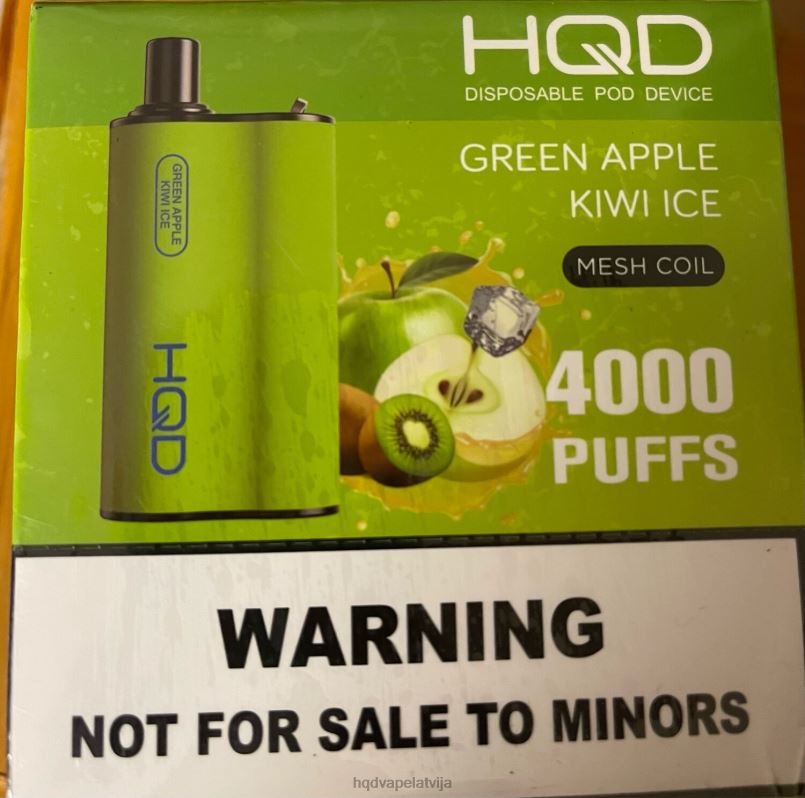 HQD
DISPOSABLE POD DEVICE
GREEN APPLE
KIWI ICE
MESH COIL
4000
PUFFS
GREEN APPLE
KIWI ICE
HQD
WARNING
NOT FOR SALE TO MINORS
hqdvapelatvija